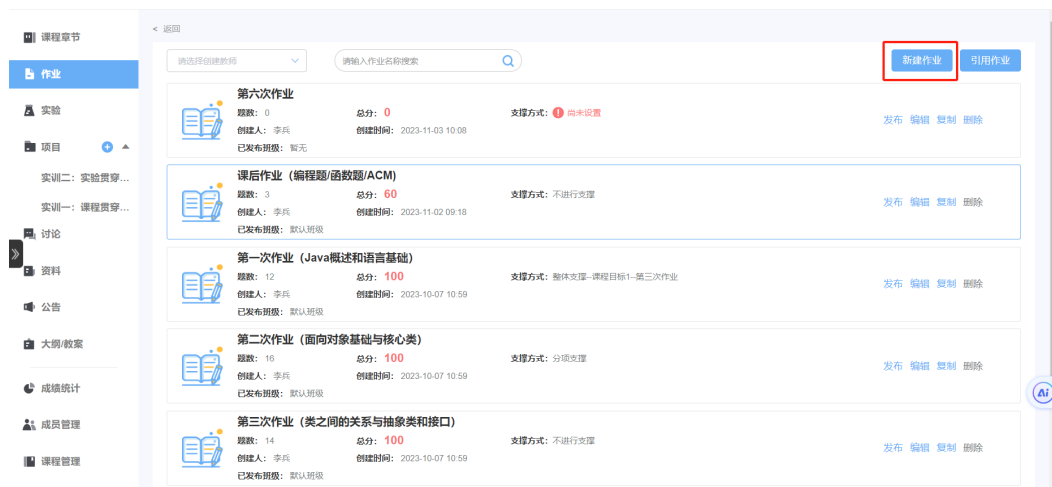 课程章节
作业
实验
项目
实训二：实验贯穿...
实训一：课程贯穿...
讨论
资料
公告
大纲/教案
成绩统计
成员管理
课程管理
< 返回
请选择创建教师
请输入作业名称搜索
新建作业 引用作业
第六次作业
题数：0 总分：0 支撑方式：尚未设置
创建人：李兵 创建时间：2023-11-03 10:08
已发布班级：暂无
发布 编辑 复制 删除
课后作业（编程题/函数题/ACM)
题数：3 总分：60 支撑方式：不进行支撑
创建人：李兵 创建时间：2023-11-02 09:18
已发布班级：默认班级
发布 编辑 复制 删除
第一次作业（Java概述和语言基础）
题数：12 总分：100 支撑方式：整体支撑--课程目标1--第三次作业
创建人：李兵 创建时间：2023-10-07 10:59
已发布班级：默认班级
发布 编辑 复制 删除
第二次作业（面向对象基础与核心类）
题数：16 总分：100 支撑方式：分项支撑
创建人：李兵 创建时间：2023-10-07 10:59
已发布班级：默认班级
发布 编辑 复制 删除
第三次作业（类之间的关系与抽象类和接口）
题数：14 总分：100 支撑方式：不进行支撑
创建人：李兵 创建时间：2023-10-07 10:59
已发布班级：默认班级
发布 编辑 复制 删除
Ai